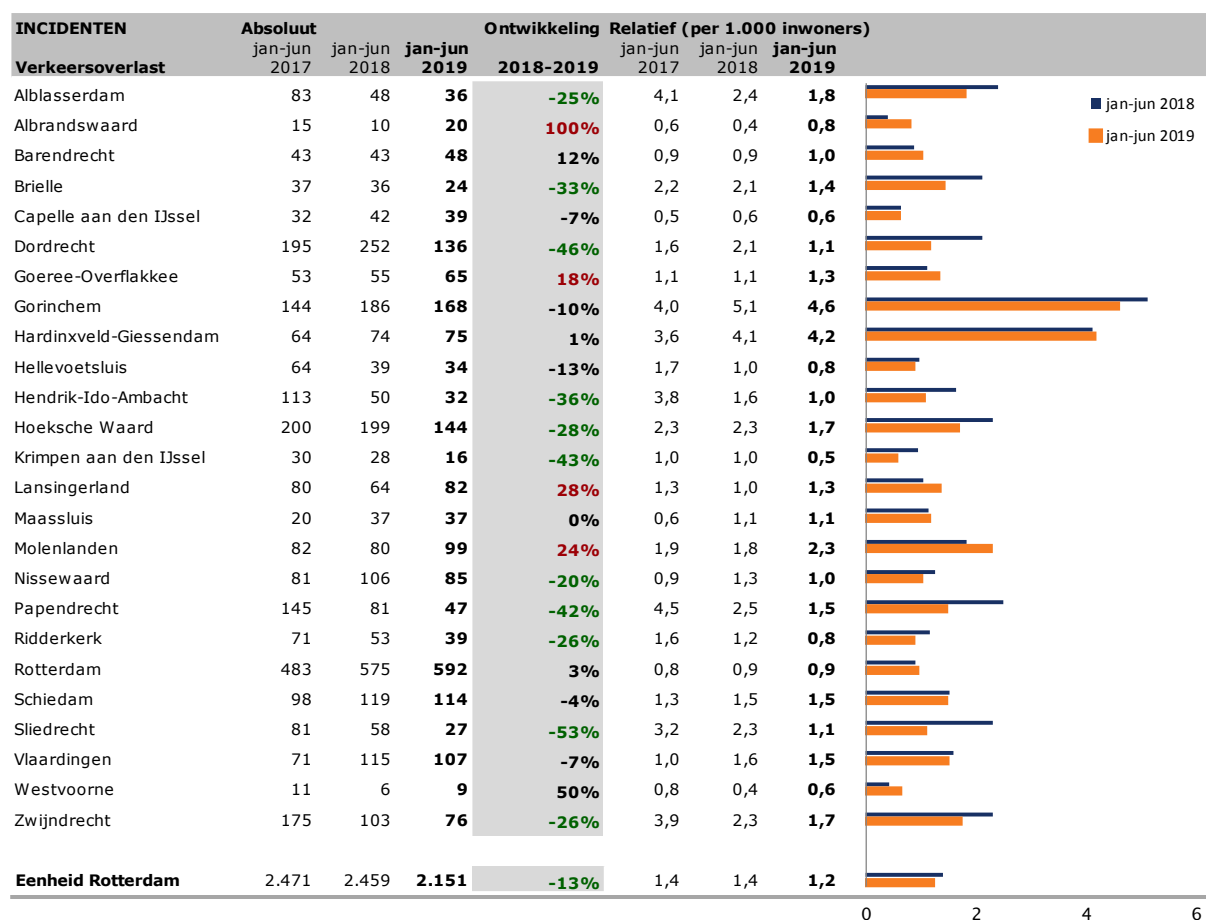 INCIDENTEN Absoluut Ontwikkeling Relatief (per 1.000 inwoners)
jan-jun jan-jun jan-jun jan-jun jan-jun jan-jun
Verkeersoverlast 2017 2018 2019 2018-2019 2017 2018 2019
Alblasserdam 83 48 36 -25% 4,1 2,4 1,8
jan-jun 2018
Albrandswaard 15 10 20 100% 0,6 0,4 0,8
jan-jun 2019
Barendrecht 43 43 48 12% 0,9 0,9 1,0
Brielle 37 36 24 -33% 2,2 2,1 1,4
Capelle aan den IJssel 32 42 39 -7% 0,5 0,6 0,6
Dordrecht 195 252 136 -46% 1,6 2,1 1,1
Goeree-Overflakkee 53 55 65 18% 1,1 1,1 1,3
Gorinchem 144 186 168 -10% 4,0 5,1 4,6
Hardinxveld-Giessendam 64 74 75 1% 3,6 4,1 4,2
Hellevoetsluis 64 39 34 -13% 1,7 1,0 0,8
Hendrik-Ido-Ambacht 113 50 32 -36% 3,8 1,6 1,0
Hoeksche Waard 200 199 144 -28% 2,3 2,3 1,7
Krimpen aan den IJssel 30 28 16 -43% 1,0 1,0 0,5
Lansingerland 80 64 82 28% 1,3 1,0 1,3
Maassluis 20 37 37 0% 0,6 1,1 1,1
Molenlanden 82 80 99 24% 1,9 1,8 2,3
Nissewaard 81 106 85 -20% 0,9 1,3 1,0
Papendrecht 145 81 47 -42% 4,5 2,5 1,5
Ridderkerk 71 53 39 -26% 1,6 1,2 0,8
Rotterdam 483 575 592 3% 0,8 0,9 0,9
Schiedam 98 119 114 -4% 1,3 1,5 1,5
Sliedrecht 81 58 27 -53% 3,2 2,3 1,1
Vlaardingen 71 115 107 -7% 1,0 1,6 1,5
Westvoorne 11 6 9 50% 0,8 0,4 0,6
Zwijndrecht 175 103 76 -26% 3,9 2,3 1,7
Eenheid Rotterdam 2.471 2.459 2.151 -13% 1,4 1,4 1,2
0 2 4 6